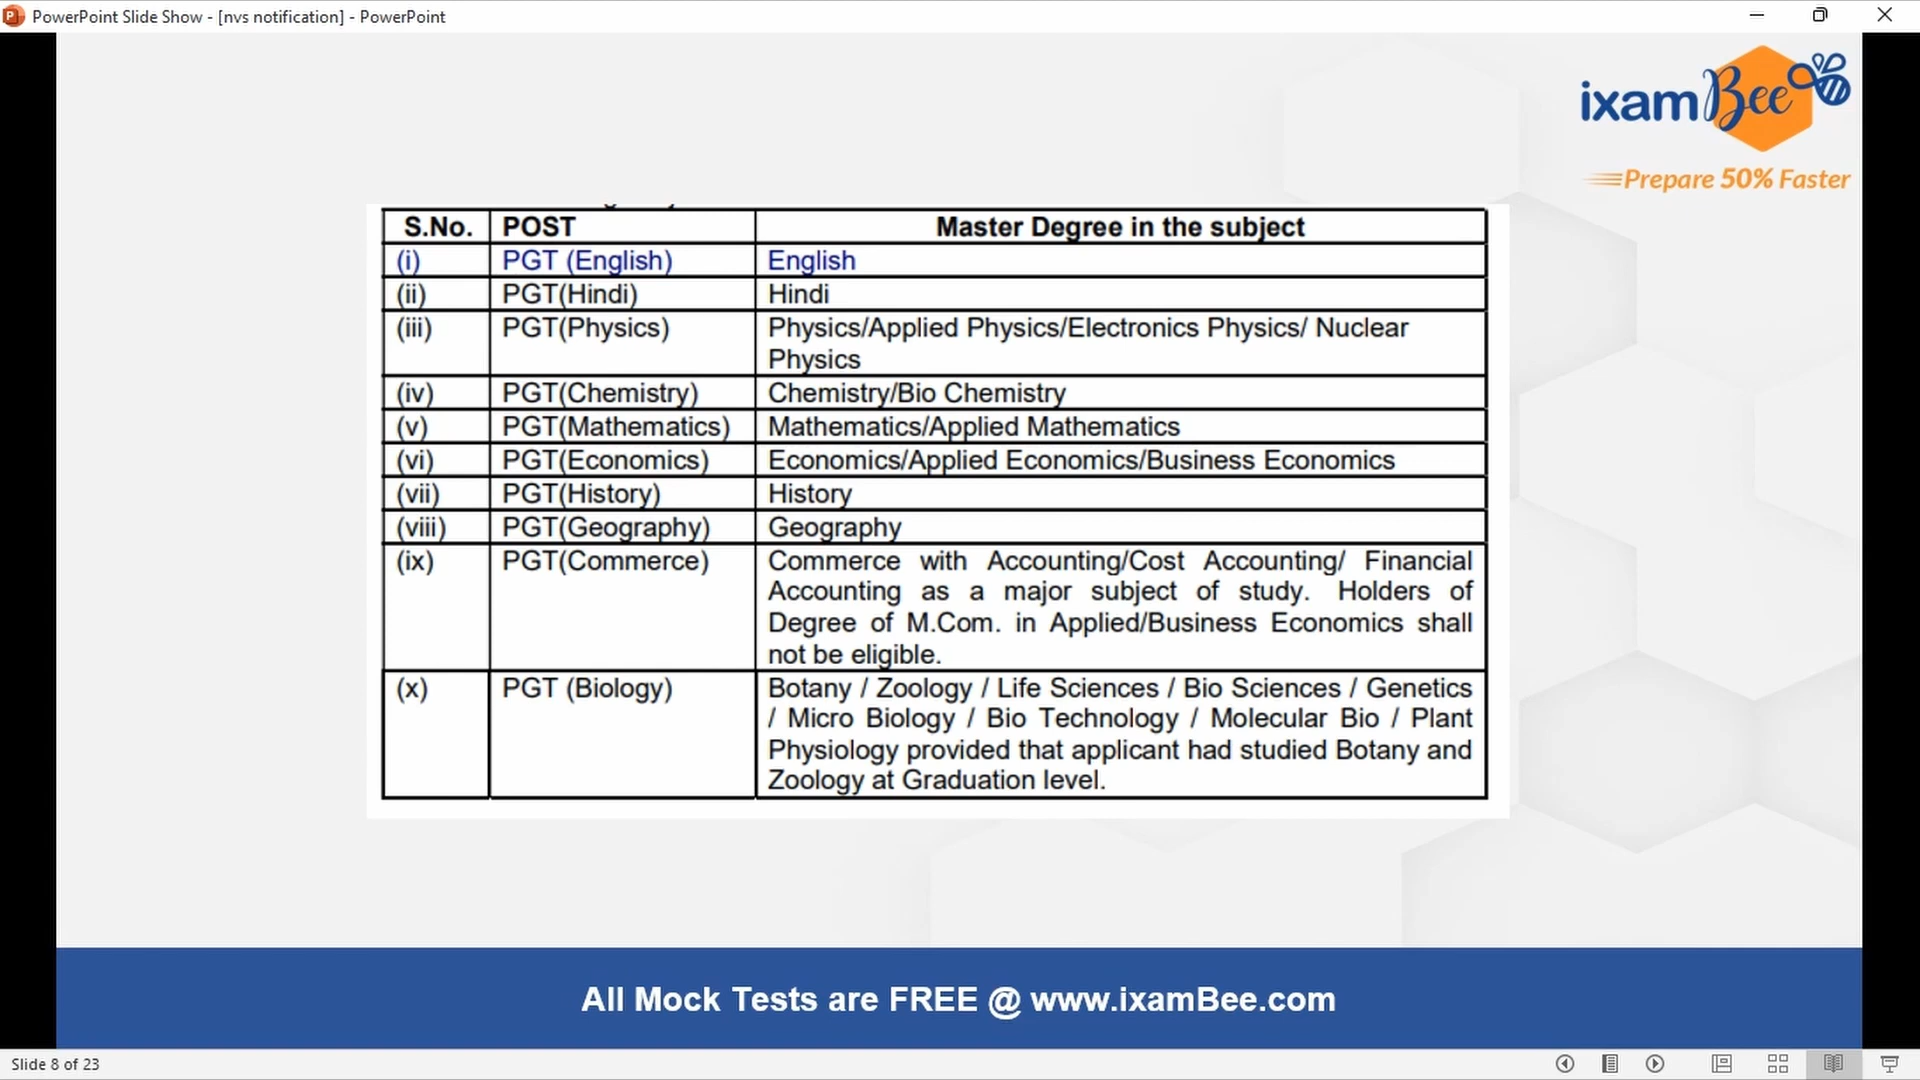 PowerPoint Slide Show - [nvs notification] - PowerPoint
ixamBee
Prepare 50% Faster
S.No. POST Master Degree in the subject
(i) PGT (English) English
(ii) PGT(Hindi) Hindi
(iii) PGT(Physics) Physics/Applied Physics/Electronics Physics/ Nuclear
Physics
(iv) PGT(Chemistry) Chemistry/Bio Chemistry
(v) PGT(Mathematics) Mathematics/Applied Mathematics
(vi) PGT(Economics) Economics/Applied Economics/Business Economics
(vii) PGT(History) History
(viii) PGT(Geography) Geography
(ix) PGT(Commerce) Commerce with Accounting/Cost Accounting/ Financial
Accounting as a major subject of study. Holders of
Degree of M.Com. in Applied/Business Economics shall
not be eligible.
(x) PGT (Biology) Botany / Zoology / Life Sciences / Bio Sciences / Genetics
/ Micro Biology / Bio Technology / Molecular Bio / Plant
Physiology provided that applicant had studied Botany and
Zoology at Graduation level.
All Mock Tests are FREE @ www.ixamBee.com
Slide 8 of 23